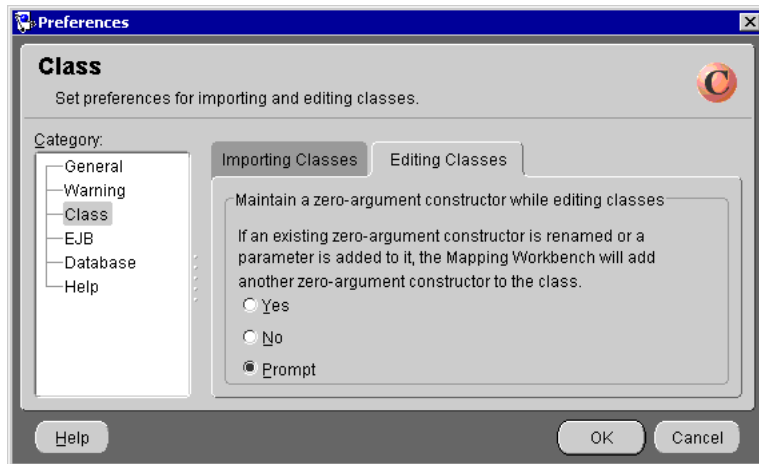 Preferences
Class
Set preferences for importing and editing classes.
C
Category:
General
Warning
Class
EJB
Database
Help
Importing Classes
Editing Classes
Maintain a zero-argument constructor while editing classes
If an existing zero-argument constructor is renamed or a
parameter is added to it, the Mapping Workbench will add
another zero-argument constructor to the class.
Yes
No
Prompt
Help
OK
Cancel